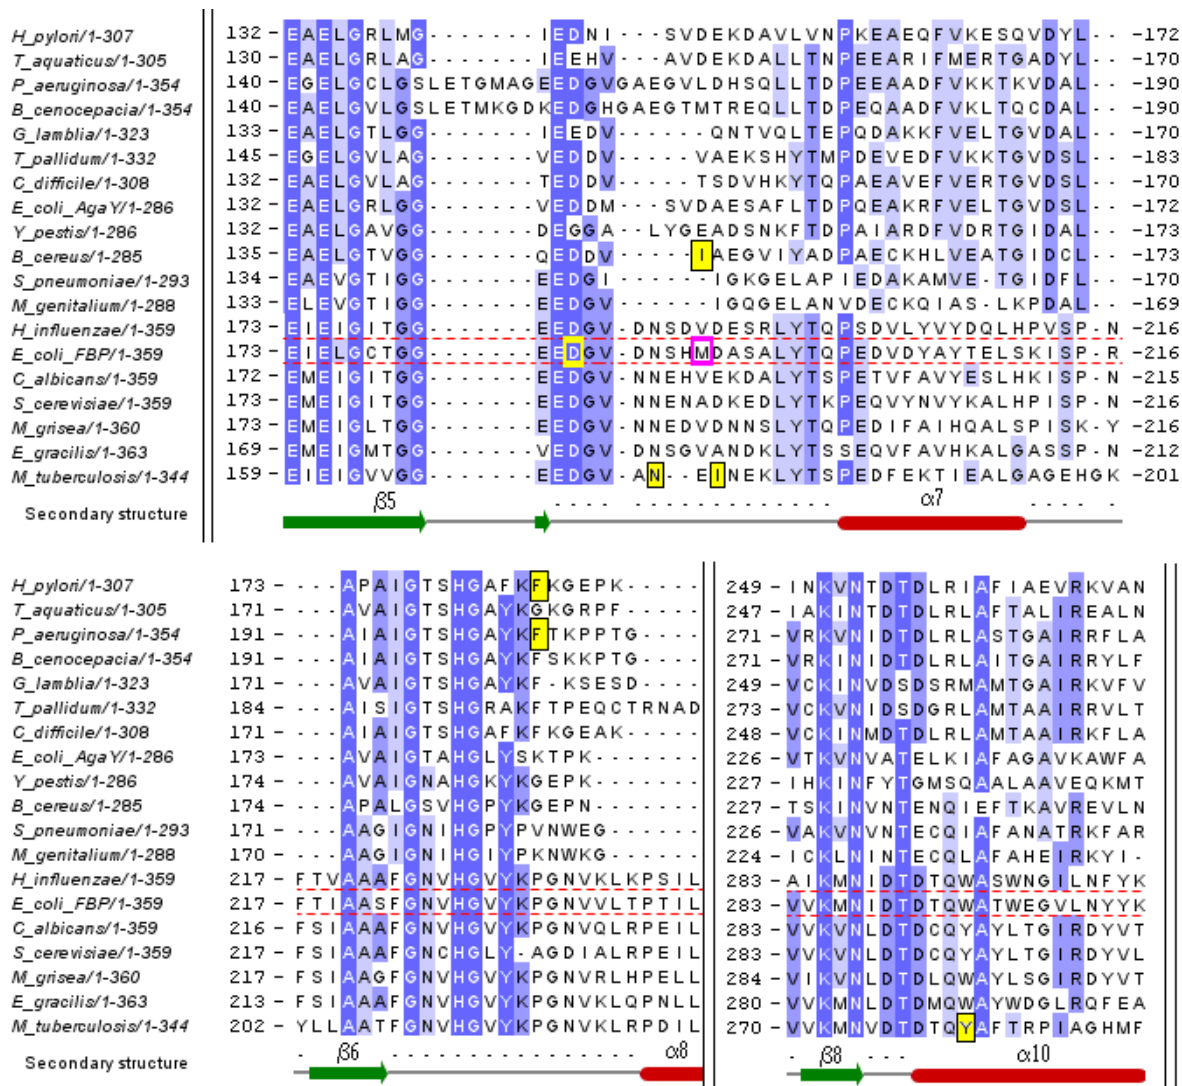 H_pylori/1-307 132 - EAELGRLMG-------IEDNI---SVDEKDAVLVNPKEAEQFVKESQVDYL-- -172
T_aquaticus/1-305 130 - EAELGRLAG-------IEEHV---AVDEKDALLTNPEEARIFMERTGADYL-- -170
P_aeruginosa/1-354 140 - EGELGCLGSLETGMAGEEDGVGAEGVLDHSQLLTDPEEAADFVKKTKVDAL-- -190
B_cenocepacia/1-354 140 - EAELGVLGSLETMKGDKEDGHGAEGTMTREQLLTDPEQAADFVKLTQCDAL-- -190
G_lamblia/1-323 133 - EAELGTLGG-------IEEDV------QNTVQLTEPQDAKKFVELTGVDAL-- -170
T_pallidum/1-332 145 - EGELGVLAG-------VEDDV-----VAEKSHYTMPDEVEDFVKKTGVDSL-- -183
C_difficile/1-308 132 - EAELGVLAG-------TEDDV-----TSDVHKYTQPAEAVEFVERTGVDSL-- -170
E_coli_AgaY/1-286 132 - EAELGRLGG-------VEDDM---SVDAESAFLTDPQEAKRFVELTGVDSL-- -172
Y_pestis/1-286 132 - EAELGAVGG-------DEGGA--LYGEADSNKFTDPAIARDFVDRTGIDAL-- -173
B_cereus/1-285 135 - EAELGTVGG-------QEDDV-----IAEGVIYADPAECKHLVEATGIDCL-- -173
S_pneumoniae/1-293 134 - EAEVGTIGG-------EEDGI------IGKGELAPIEDAKAMVE-TGIDFL-- -170
M_genitalium/1-288 133 - ELEVGTIGG-------EEDGV------IGQGELANVDECKQIAS-LKPDAL-- -169
H_influenzae/1-359 173 - EIEIGITGG-------EEDGV-DNSDVDESRLYTQPSDVLYVYDQLHPVSP-N -216
E_coli_FBP/1-359 173 - EIELGCTGG-------EEDGV-DNSHMDASALYTQPEDVDYAYTELSKISP-R -216
C_albicans/1-359 172 - EMEIGITGG-------EEDGV-NNEHVEKDALYTSPETVFAVYESLHKISP-N -215
S_cerevisiae/1-359 173 - EMEIGITGG-------EEDGV-NNENADKEDLYTKPEQVYNVYKALHPISP-N -216
M_grisea/1-360 173 - EMEIGLTGG-------EEDGV-NNEDVDNNSLYTQPEDIFAIHQALSPISK-Y -216
E_gracilis/1-363 169 - EMEIGMTGG-------VEDGV-DNSGVANDKLYTSSEQVFAVHKALGASSP-N -212
M_tuberculosis/1-344 159 - EIEIGVVGG-------EEDGV-AN--EINEKLYTSPEDFEKTIEALGAGEHGK -201
β5 α7
Secondary structure
H_pylori/1-307 173 - ---APAIGTSHGAFKFKGEPK----- 249 - INKVNTDTDLRIAFIAEVRKVAN
T_aquaticus/1-305 171 - ---AVAIGTSHGAYKGKGRPF----- 247 - IAKINTDTDLRLAFTALIREALN
P_aeruginosa/1-354 191 - ---AIAIGTSHGAYKFTKPPTG---- 271 - VRKVNIDTDLRLASTGAIRRFLA
B_cenocepacia/1-354 191 - ---AIAIGTSHGAYKFSKKPTG---- 271 - VRKINIDTDLRLAITGAIRRYLF
G_lamblia/1-323 171 - ---AVAIGTSHGAYKF-KSESD---- 249 - VCKINVDSDSRMAMTGAIRKVFV
T_pallidum/1-332 184 - ---AISIGTSHGRAKFTPEQCTRNAD 273 - VCKVNIDSDGRLAMTAAIRRVLT
C_difficile/1-308 171 - ---AIAIGTSHGAFKFKGEAK----- 248 - VCKINMDTDLRLAMTAAIRKFLA
E_coli_AgaY/1-286 173 - ---AVAIGTAHGLYSKTPK------- 226 - VTKVNVATELKIAFAGAVKAWFA
Y_pestis/1-286 174 - ---AVAIGNAHGKYKGEPK------- 227 - IHKINFYTGMSQAALAAVEQKMT
B_cereus/1-285 174 - ---APALGSVHGPYKGEPN------- 227 - TSKINVNTENQIEFTKAVREVLN
S_pneumoniae/1-293 171 - ---AAGIGNIHGPYPVNWEG------ 226 - VAKVNVNTECQIAFANATRKFAR
M_genitalium/1-288 170 - ---AAGIGNIHGIYPKNWKG------ 224 - ICKLNINTECQLAFAHEIRKYI-
H_influenzae/1-359 217 - FTVAAAFGNVHGVYKPGNVKLKPSIL 283 - AIKMNIDTDTQWASWNGILNFYK
E_coli_FBP/1-359 217 - FTIAASFGNVHGVYKPGNVVLTPTIL 283 - VVKMNIDTDTQWATWEGVLNYYK
C_albicans/1-359 216 - FSIAAAFGNVHGVYKPGNVQLRPEIL 283 - VVKVNLDTDCQYAYLTGIRDYVT
S_cerevisiae/1-359 217 - FSIAAAFGNCHGLY-AGDIALRPEIL 283 - VVKVNLDTDCQYAYLTGIRDYVT
M_grisea/1-360 217 - FSIAAGFGNVHGVYKPGNVRLHPELL 284 - VIKVNLDTDMQWAYLSGIRDYVT
E_gracilis/1-363 213 - FSIAAAFGNVHGVYKPGNVKLQPNLL 280 - VVKMNLDTDMQWAYWDGLRQFEA
M_tuberculosis/1-344 202 - YLLAATFGNVHGVYKPGNVKLRPDIL 270 - VVKMNVDTDTQYAFTRPIAGHMF
β6 α8 β8 α10
Secondary structure